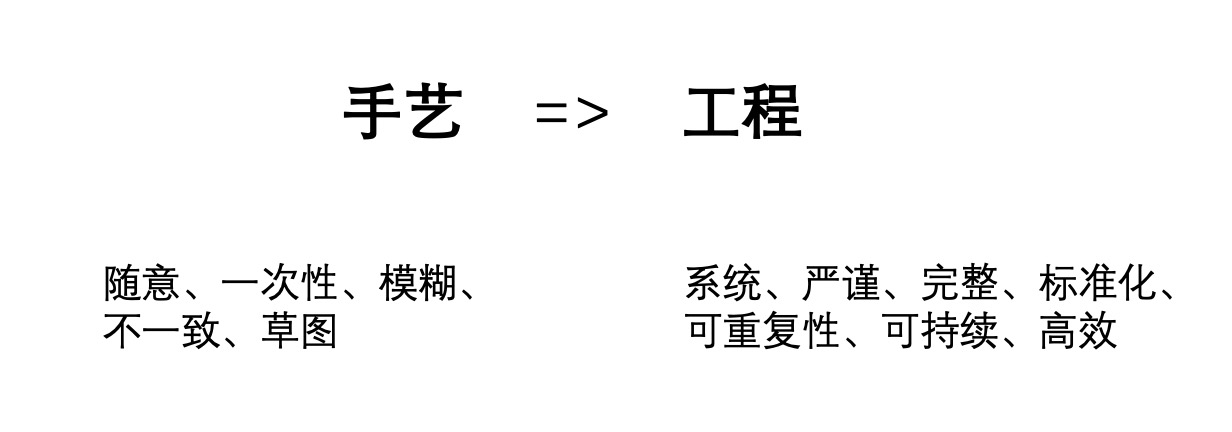 手艺 => 工程
随意、一次性、模糊、
不一致、草图
系统、严谨、完整、标准化、
可重复性、可持续、高效